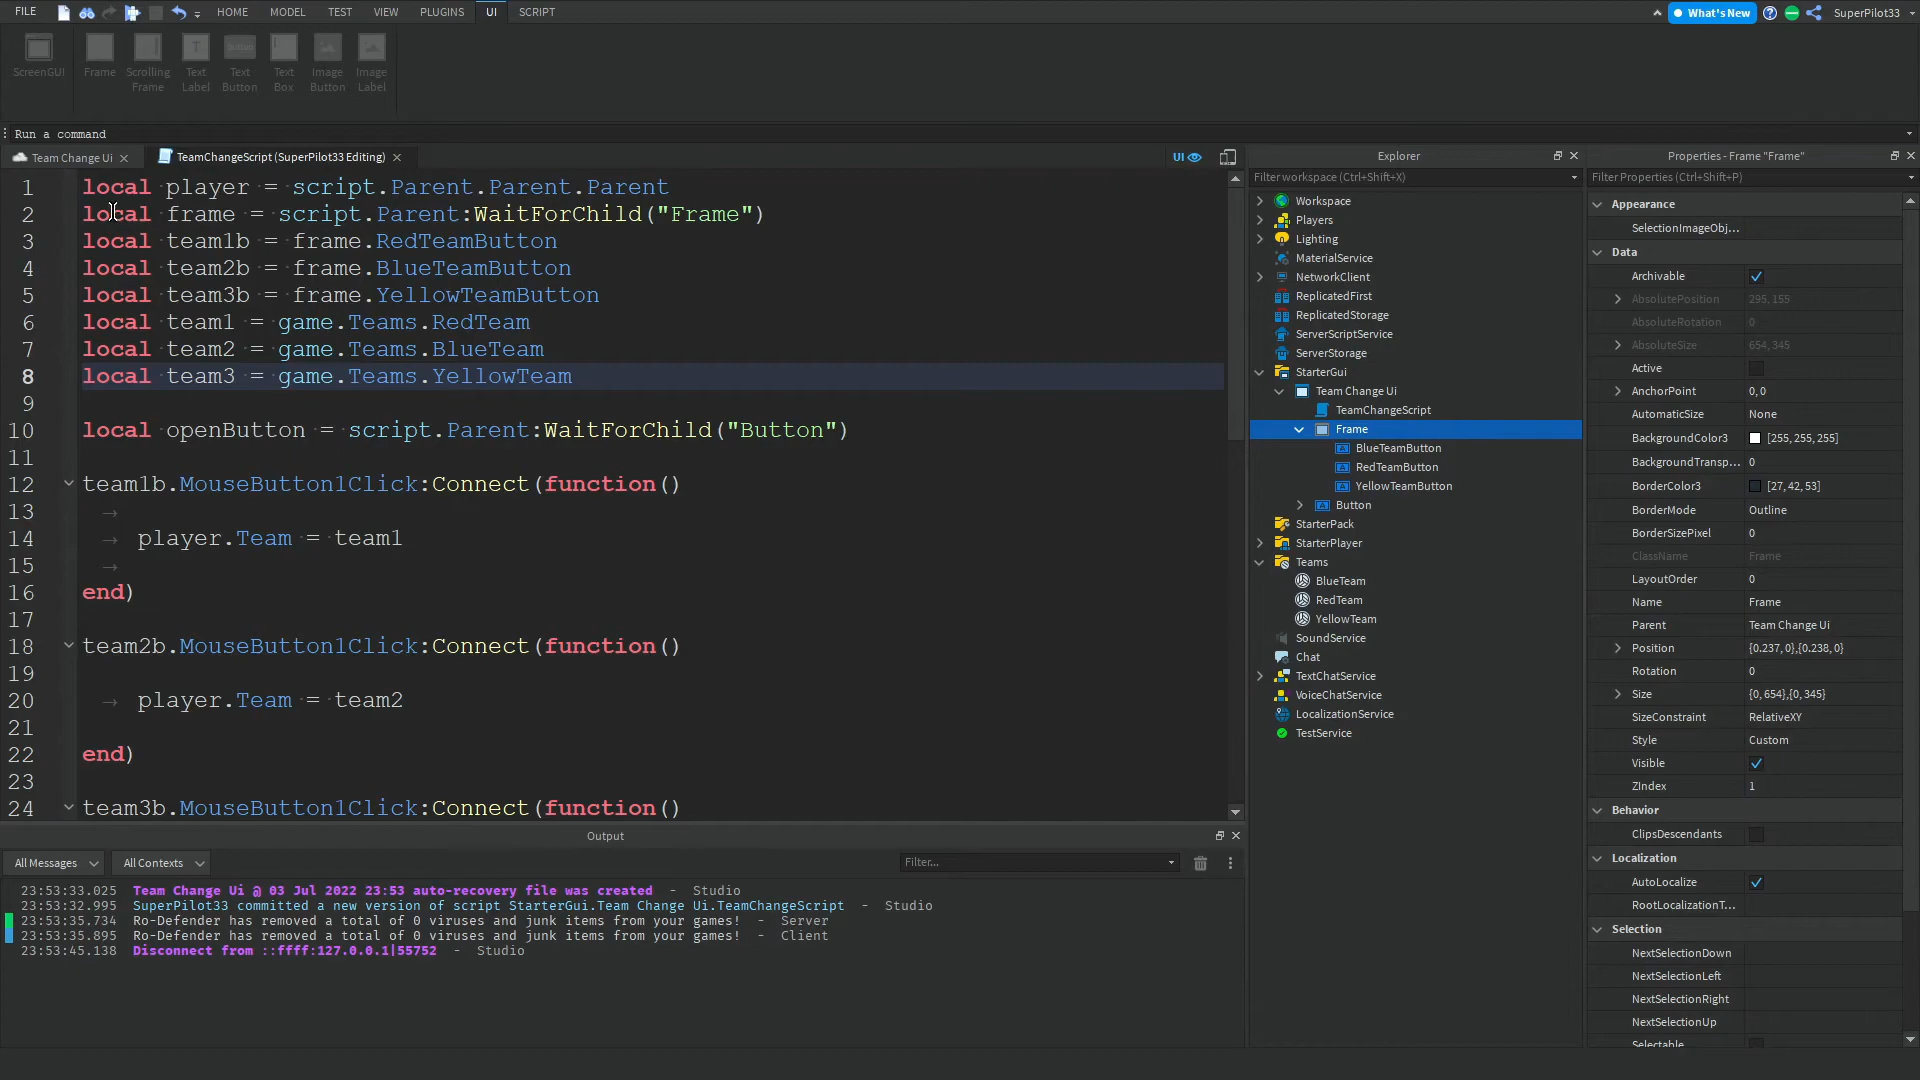 FILE HOME MODEL TEST VIEW PLUGINS UI SCRIPT What's New SuperPilot33
ScreenGUI Frame Scrolling Frame Text Label Text Button Text Box Image Button Image Label
Run a command
Team Change Ui TeamChangeScript (SuperPilot33 Editing) UI
1 local player = script.Parent.Parent.Parent
2 local frame = script.Parent:WaitForChild("Frame")
3 local team1b = frame.RedTeamButton
4 local team2b = frame.BlueTeamButton
5 local team3b = frame.YellowTeamButton
6 local team1 = game.Teams.RedTeam
7 local team2 = game.Teams.BlueTeam
8 local team3 = game.Teams.YellowTeam
9
10 local openButton = script.Parent:WaitForChild("Button")
11
12 team1b.MouseButton1Click:Connect(function()
13
14 player.Team = team1
15
16 end)
17
18 team2b.MouseButton1Click:Connect(function()
19
20 player.Team = team2
21
22 end)
23
24 team3b.MouseButton1Click:Connect(function()
Output
All Messages All Contexts Filter...
23:53:33.025 Team Change Ui @ 03 Jul 2022 23:53 auto-recovery file was created - Studio
23:53:32.995 SuperPilot33 committed a new version of script StarterGui.Team Change Ui.TeamChangeScript - Studio
23:53:35.734 Ro-Defender has removed a total of 0 viruses and junk items from your games! - Server
23:53:35.895 Ro-Defender has removed a total of 0 viruses and junk items from your games! - Client
23:53:45.138 Disconnect from ::ffff:127.0.0.1|55752 - Studio
Explorer
Filter workspace (Ctrl+Shift+X)
Workspace
Players
Lighting
MaterialService
NetworkClient
ReplicatedFirst
ReplicatedStorage
ServerScriptService
ServerStorage
StarterGui
Team Change Ui
TeamChangeScript
Frame
BlueTeamButton
RedTeamButton
YellowTeamButton
Button
StarterPack
StarterPlayer
Teams
BlueTeam
RedTeam
YellowTeam
SoundService
Chat
TextChatService
VoiceChatService
LocalizationService
TestService
Properties - Frame "Frame"
Filter Properties (Ctrl+Shift+P)
Appearance
SelectionImageObj...
Data
Archivable
AbsolutePosition 295, 155
AbsoluteRotation 0
AbsoluteSize 654, 345
Active
AnchorPoint 0, 0
AutomaticSize None
BackgroundColor3 [255, 255, 255]
BackgroundTransp... 0
BorderColor3 [27, 42, 53]
BorderMode Outline
BorderSizePixel 0
ClassName Frame
LayoutOrder 0
Name Frame
Parent Team Change Ui
Position {0.237, 0},{0.238, 0}
Rotation 0
Size {0, 654},{0, 345}
SizeConstraint RelativeXY
Style Custom
Visible
ZIndex 1
Behavior
ClipsDescendants
Localization
AutoLocalize
RootLocalizationT...
Selection
NextSelectionDown
NextSelectionLeft
NextSelectionRight
NextSelectionUp
Selectable